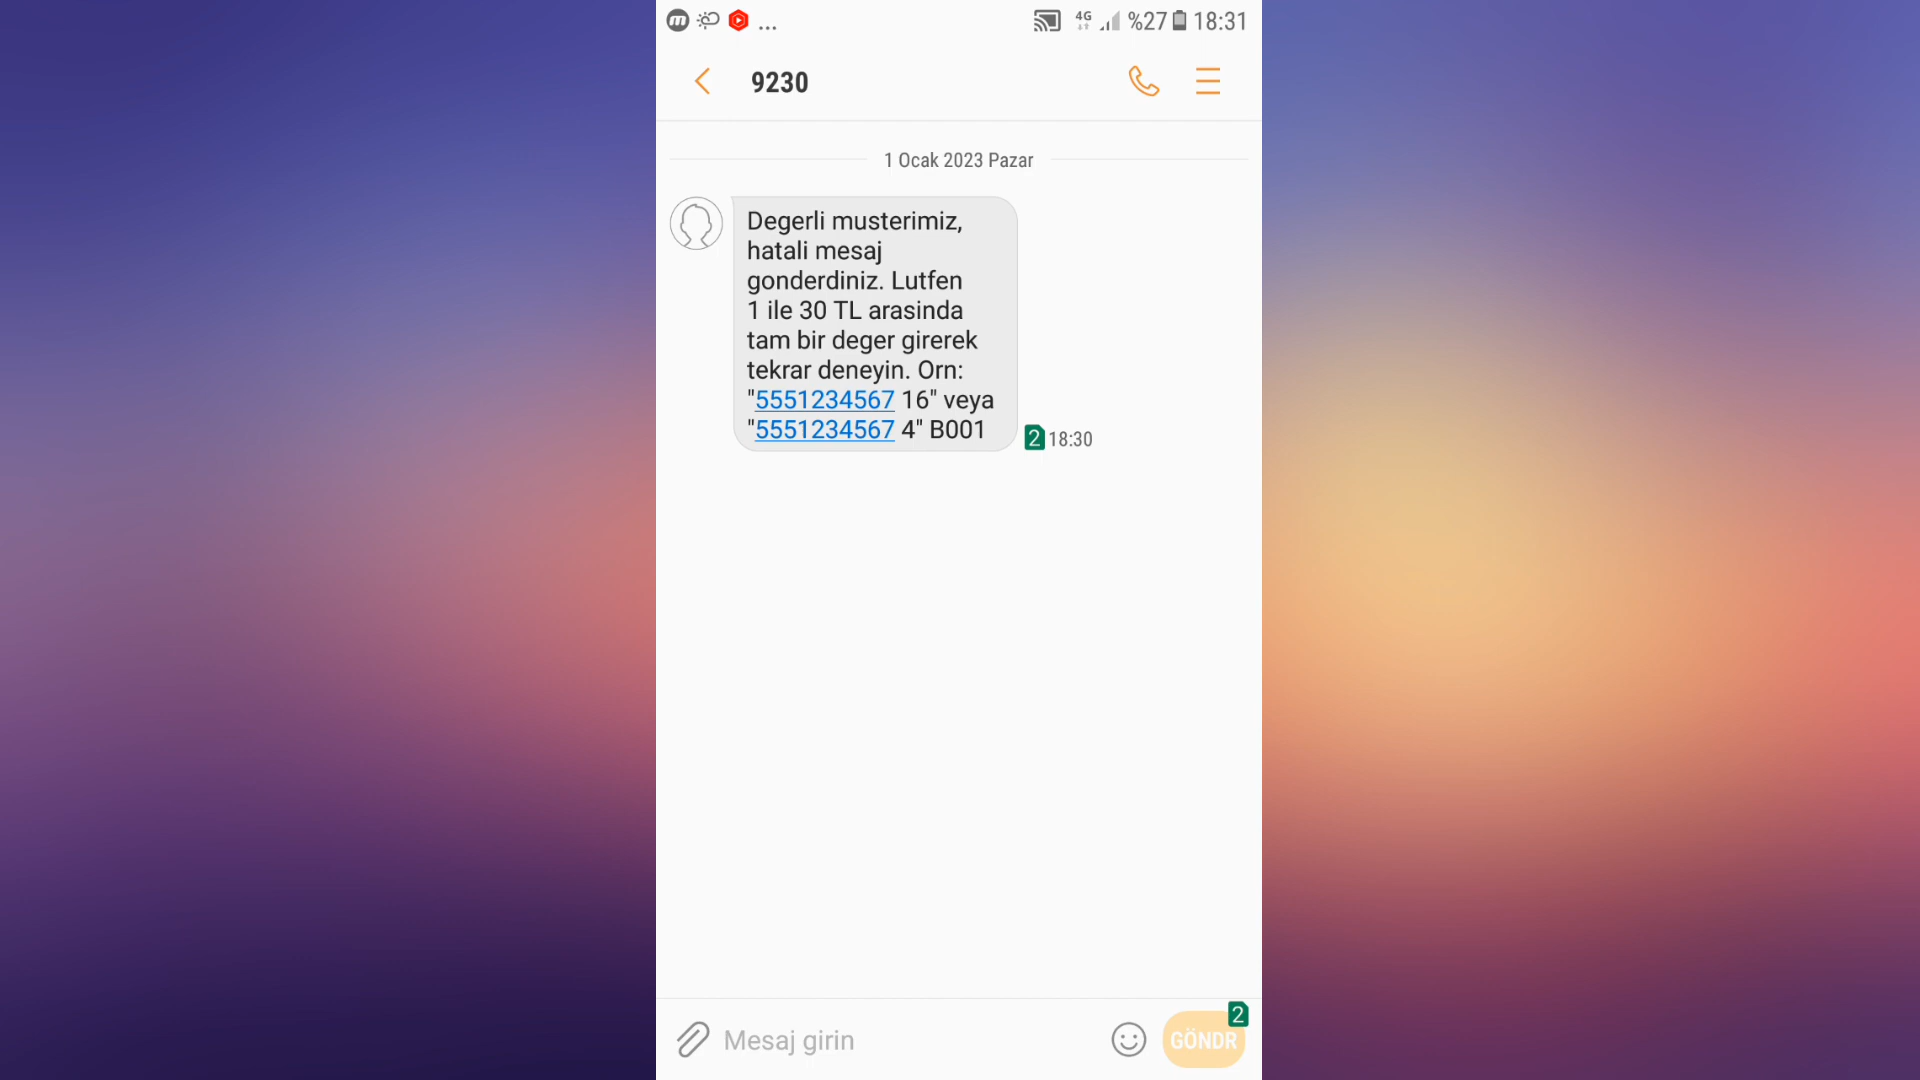 4G %27 18:31
9230
1 Ocak 2023 Pazar
Degerli musterimiz,
hatali mesaj
gonderdiniz. Lutfen
1 ile 30 TL arasinda
tam bir deger girerek
tekrar deneyin. Orn:
"5551234567 16" veya
"5551234567 4" B001
2 18:30
2
Mesaj girin
GÖNDR